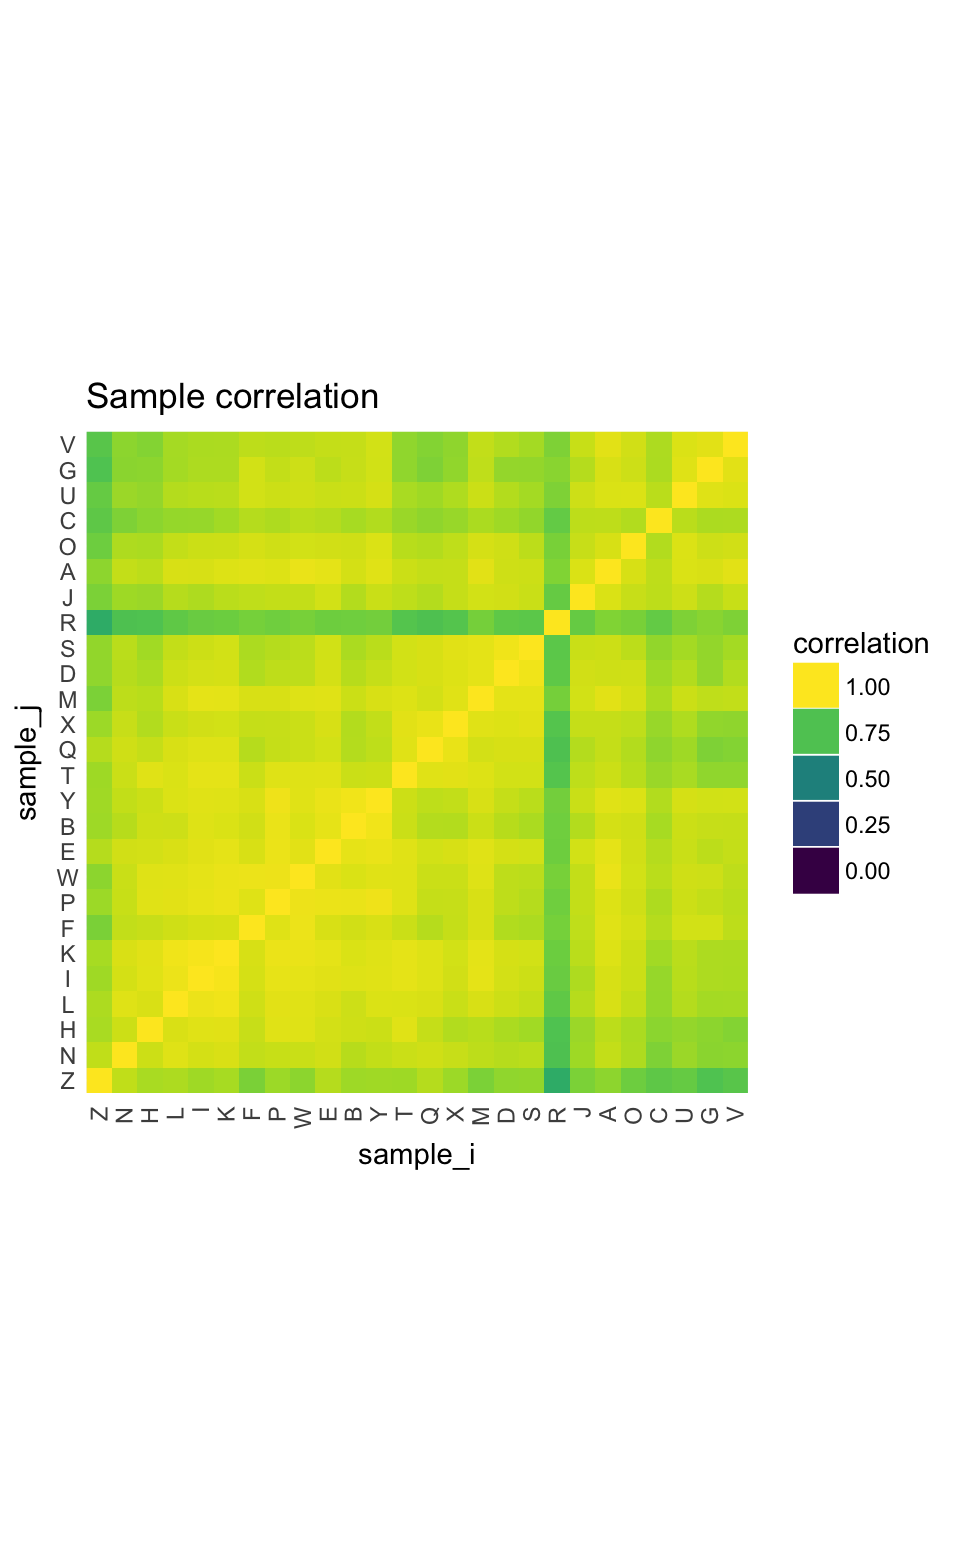 Sample correlation
V
G
U
C
O
A
J
R
S
D
M
X
Q
T
Y
B
E
W
P
F
K
I
L
H
N
Z
sample_j
Z N H L I K F P W E B Y T Q X M D S R J A O C U G V
sample_i
correlation
1.00
0.75
0.50
0.25
0.00